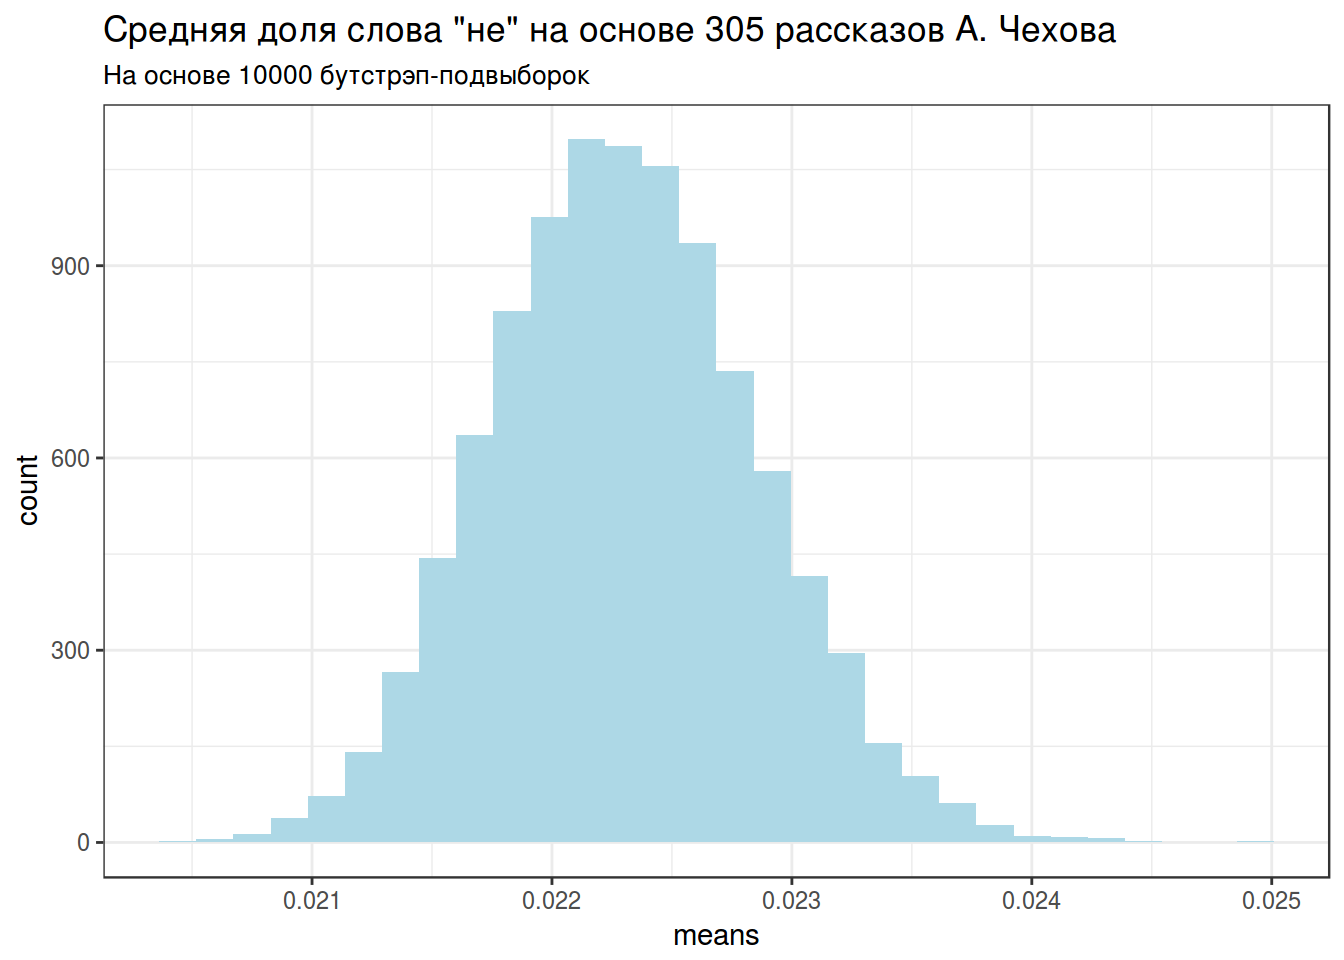 Средняя доля слова "не" на основе 305 рассказов А. Чехова
На основе 10000 бутстрэп-подвыборок
900
600
300
0
count
0.021 0.022 0.023 0.024 0.025
means